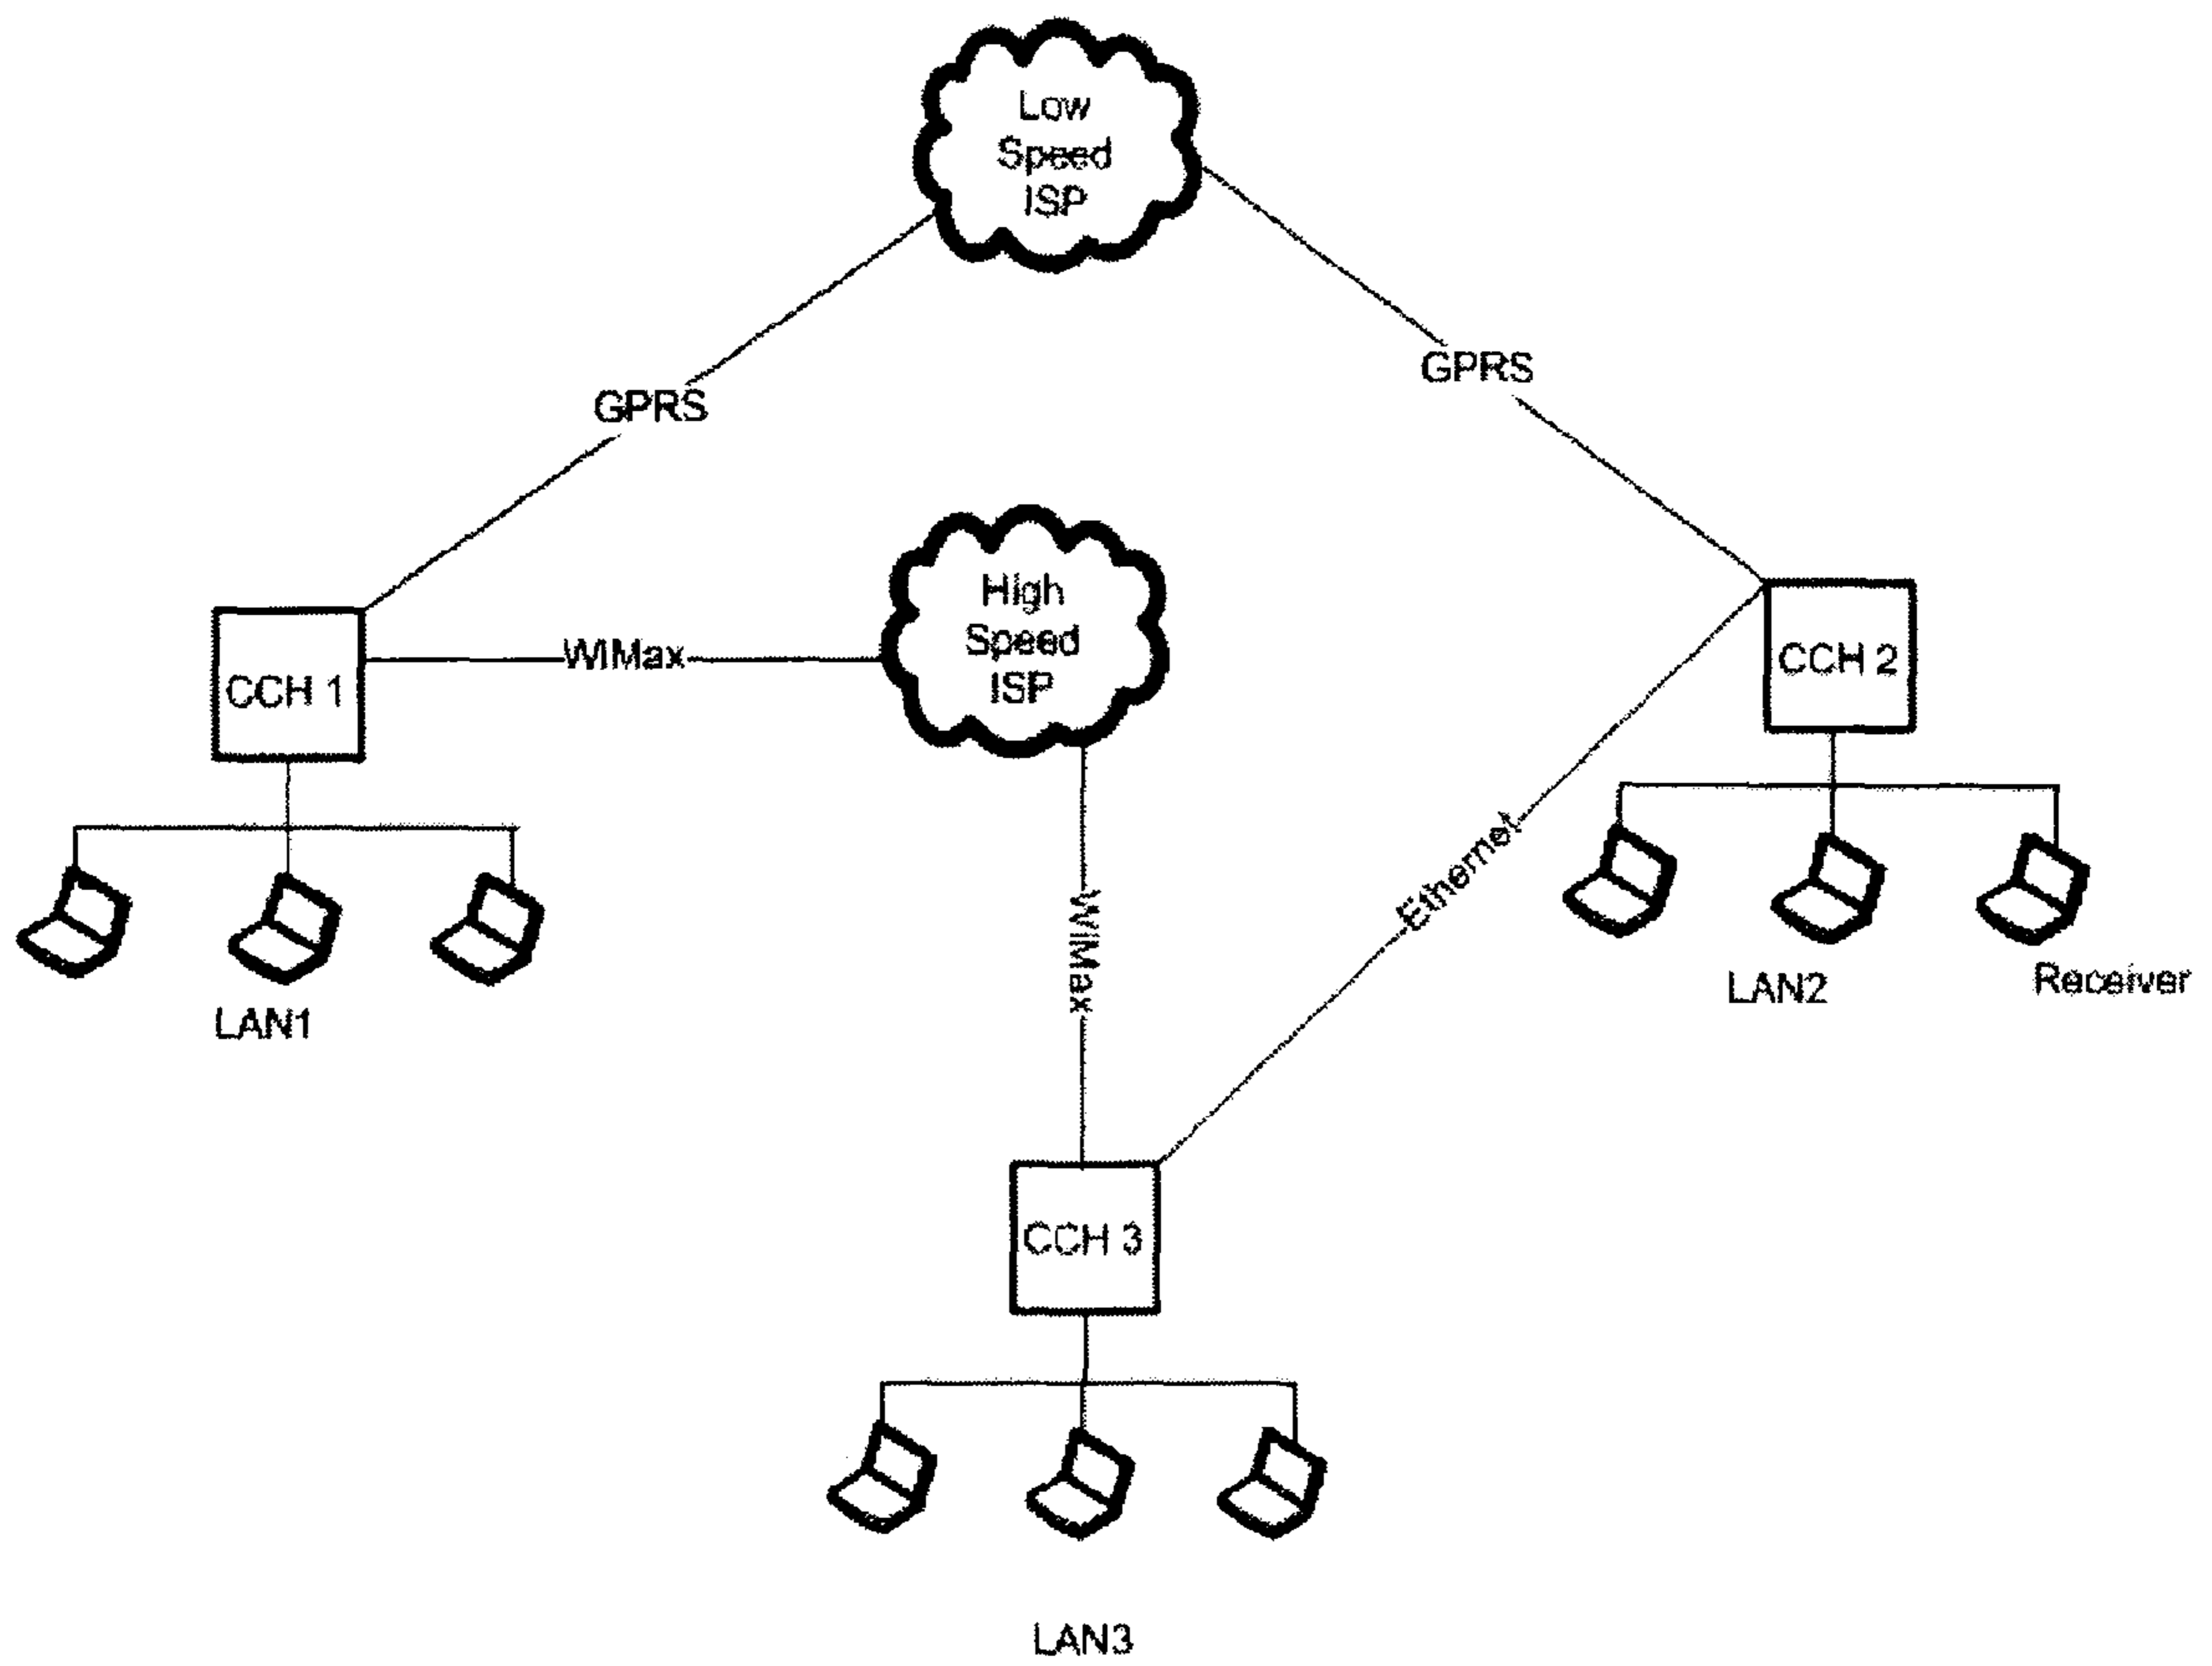 Low
Speed
ISP
GPRS
GPRS
High
Speed
ISP
WiMax
CCH 1
CCH 2
WiMax
Ethernet
LAN1
LAN2
Receiver
CCH 3
LAN3